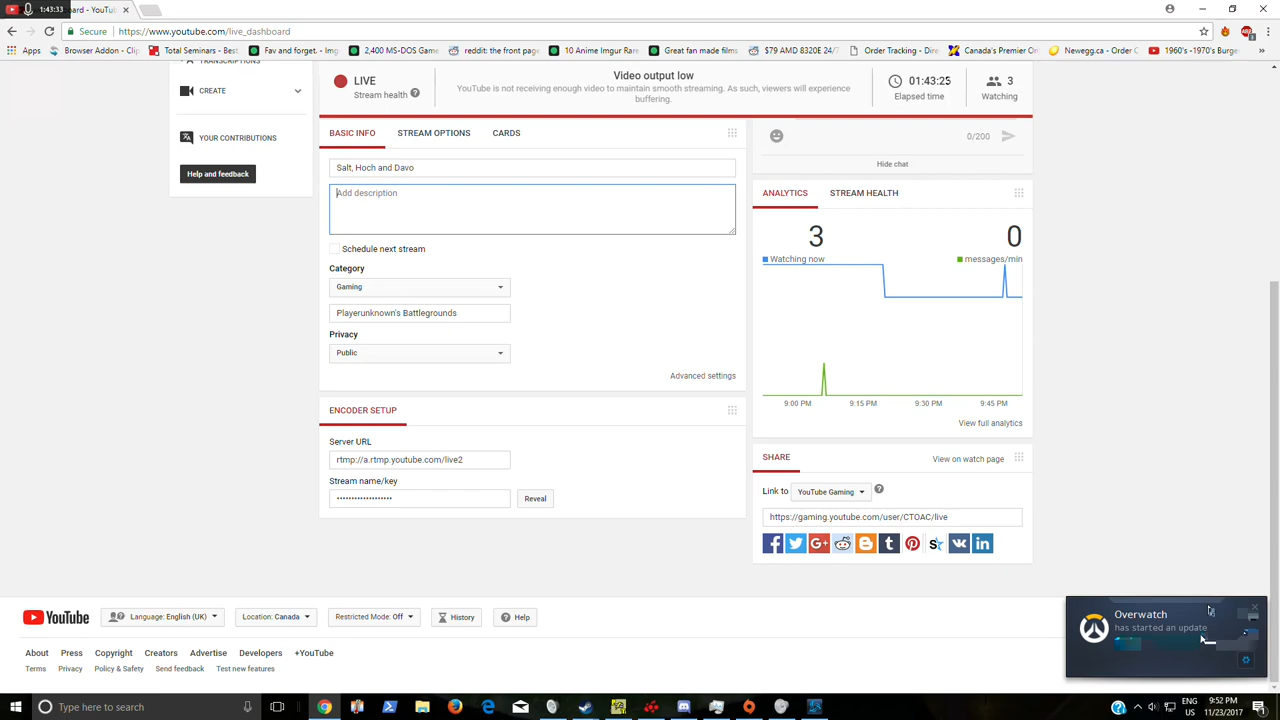 1:43:33
ard - Yo
Secure
https://www.youtube.com/live_dashboard
Apps
Browser Addon - Clip
Total Seminars - Best
Fav and forget. - Img
2,400 MS-DOS Game
reddit: the front page
10 Anime Imgur Rare
Great fan made films
$79 AMD 8320E 24/7
Order Tracking - Dire
Canada's Premier On
Newegg.ca - Order C
1960's -1970's Burge
TRANSCRIPTIONS
CREATE
YOUR CONTRIBUTIONS
Help and feedback
LIVE
Stream health
Video output low
YouTube is not receiving enough video to maintain smooth streaming. As such, viewers will experience
buffering.
01:43:25
Elapsed time
3
Watching
BASIC INFO
STREAM OPTIONS
CARDS
Salt, Hoch and Davo
Add description
Schedule next stream
Category
Gaming
Playerunknown's Battlegrounds
Privacy
Public
Advanced settings
ENCODER SETUP
Server URL
rtmp://a.rtmp.youtube.com/live2
Stream name/key
Reveal
0/200
Hide chat
ANALYTICS
STREAM HEALTH
3
Watching now
0
messages/min
9:00 PM
9:15 PM
9:30 PM
9:45 PM
View full analytics
SHARE
View on watch page
Link to
YouTube Gaming
https://gaming.youtube.com/user/CTOAC/live
YouTube
Language: English (UK)
Location: Canada
Restricted Mode: Off
History
Help
About
Press
Copyright
Creators
Advertise
Developers
+YouTube
Terms
Privacy
Policy & Safety
Send feedback
Test new features
Overwatch
has started an update
Type here to search
ENG
US
9:52 PM
11/23/2017